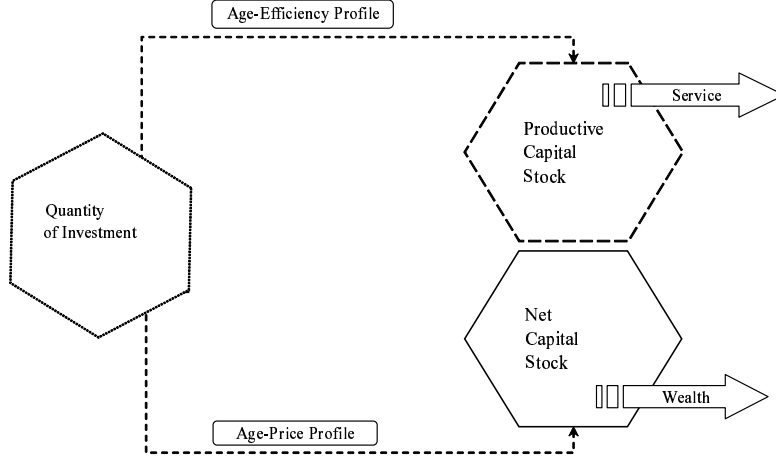 Age-Efficiency Profile
Service
Productive
Capital
Stock
Quantity
of Investment
Net
Capital
Stock
Wealth
Age-Price Profile